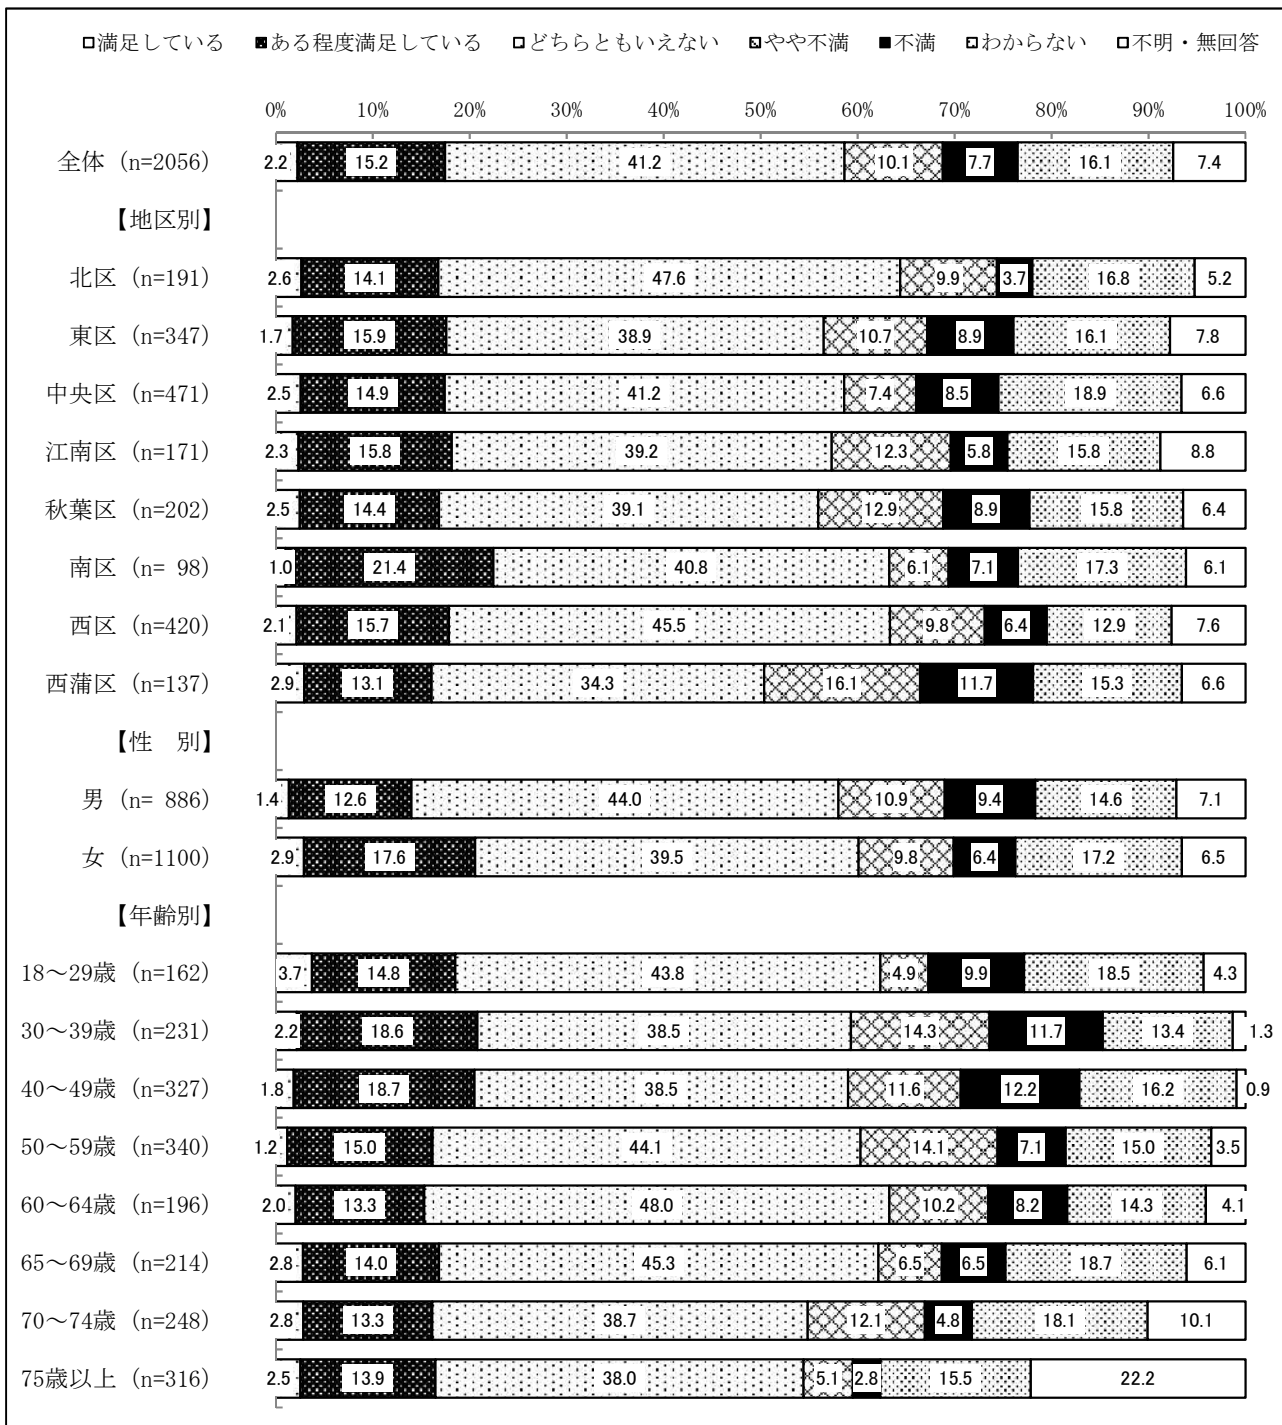 満足している ある程度満足している どちらともいえない やや不満 不満 わからない 不明・無回答
0% 10% 20% 30% 40% 50% 60% 70% 80% 90% 100%
全体 (n=2056) 2.2 15.2 41.2 10.1 7.7 16.1 7.4
【地区別】
北区 (n=191) 2.6 14.1 47.6 9.9 3.7 16.8 5.2
東区 (n=347) 1.7 15.9 38.9 10.7 8.9 16.1 7.8
中央区 (n=471) 2.5 14.9 41.2 7.4 8.5 18.9 6.6
江南区 (n=171) 2.3 15.8 39.2 12.3 5.8 15.8 8.8
秋葉区 (n=202) 2.5 14.4 39.1 12.9 8.9 15.8 6.4
南区 (n= 98) 1.0 21.4 40.8 6.1 7.1 17.3 6.1
西区 (n=420) 2.1 15.7 45.5 9.8 6.4 12.9 7.6
西蒲区 (n=137) 2.9 13.1 34.3 16.1 11.7 15.3 6.6
【性　別】
男 (n= 886) 1.4 12.6 44.0 10.9 9.4 14.6 7.1
女 (n=1100) 2.9 17.6 39.5 9.8 6.4 17.2 6.5
【年齢別】
18～29歳 (n=162) 3.7 14.8 43.8 4.9 9.9 18.5 4.3
30～39歳 (n=231) 2.2 18.6 38.5 14.3 11.7 13.4 1.3
40～49歳 (n=327) 1.8 18.7 38.5 11.6 12.2 16.2 0.9
50～59歳 (n=340) 1.2 15.0 44.1 14.1 7.1 15.0 3.5
60～64歳 (n=196) 2.0 13.3 48.0 10.2 8.2 14.3 4.1
65～69歳 (n=214) 2.8 14.0 45.3 6.5 6.5 18.7 6.1
70～74歳 (n=248) 2.8 13.3 38.7 12.1 4.8 18.1 10.1
75歳以上 (n=316) 2.5 13.9 38.0 5.1 2.8 15.5 22.2